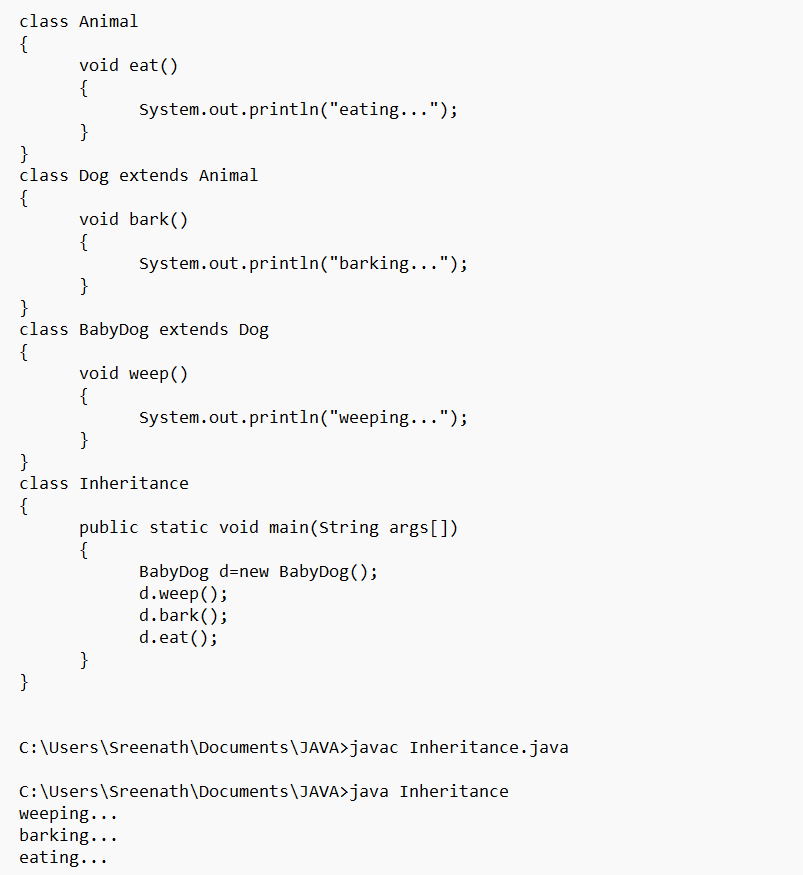 class Animal
{
      void eat()
      {
            System.out.println("eating...");
      }
}
class Dog extends Animal
{
      void bark()
      {
            System.out.println("barking...");
      }
}
class BabyDog extends Dog
{
      void weep()
      {
            System.out.println("weeping...");
      }
}
class Inheritance
{
      public static void main(String args[])
      {
            BabyDog d=new BabyDog();
            d.weep();
            d.bark();
            d.eat();
      }
}
C:\Users\Sreenath\Documents\JAVA>javac Inheritance.java
C:\Users\Sreenath\Documents\JAVA>java Inheritance
weeping...
barking...
eating...